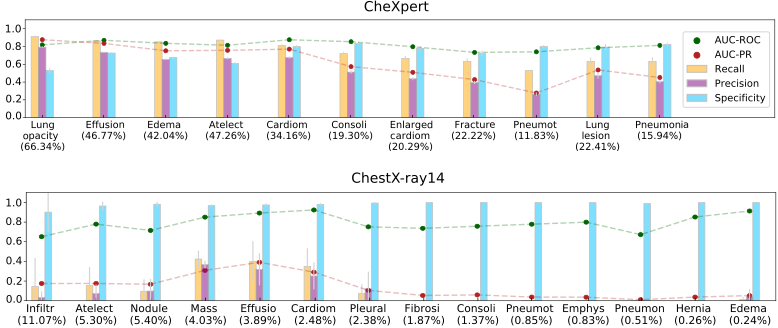 CheXpert
1.0
0.8
0.6
0.4
0.2
0.0
AUC-ROC
AUC-PR
Recall
Precision
Specificity
Lung opacity (66.34%)
Effusion (46.77%)
Edema (42.04%)
Atelect (47.26%)
Cardiom (34.16%)
Consoli (19.30%)
Enlarged cardiom (20.29%)
Fracture (22.22%)
Pneumot (11.83%)
Lung lesion (22.41%)
Pneumonia (15.94%)
ChestX-ray14
1.0
0.8
0.6
0.4
0.2
0.0
Infiltr (11.07%)
Atelect (5.30%)
Nodule (5.40%)
Mass (4.03%)
Effusio (3.89%)
Cardiom (2.48%)
Pleural (2.38%)
Fibrosi (1.87%)
Consoli (1.37%)
Pneumot (0.85%)
Emphys (0.83%)
Pneumon (0.51%)
Hernia (0.26%)
Edema (0.24%)